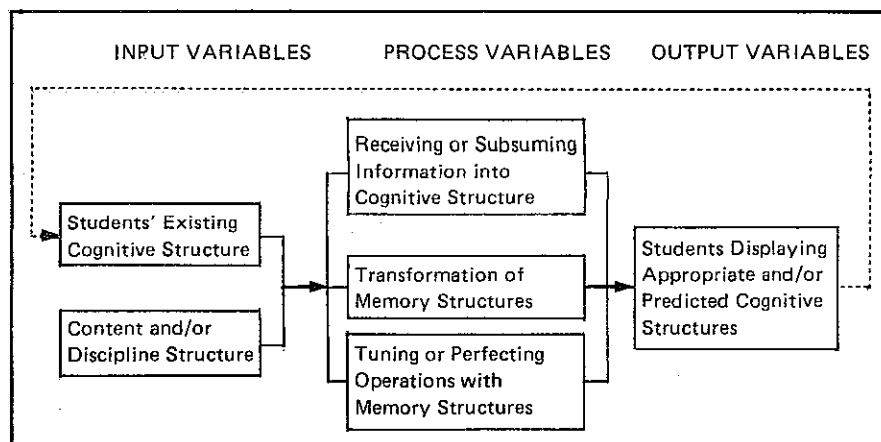 INPUT VARIABLES PROCESS VARIABLES OUTPUT VARIABLES
Students' Existing
Cognitive Structure
Content and/or
Discipline Structure
Receiving or Subsuming
Information into
Cognitive Structure
Transformation of
Memory Structures
Tuning or Perfecting
Operations with
Memory Structures
Students Displaying
Appropriate and/or
Predicted Cognitive
Structures